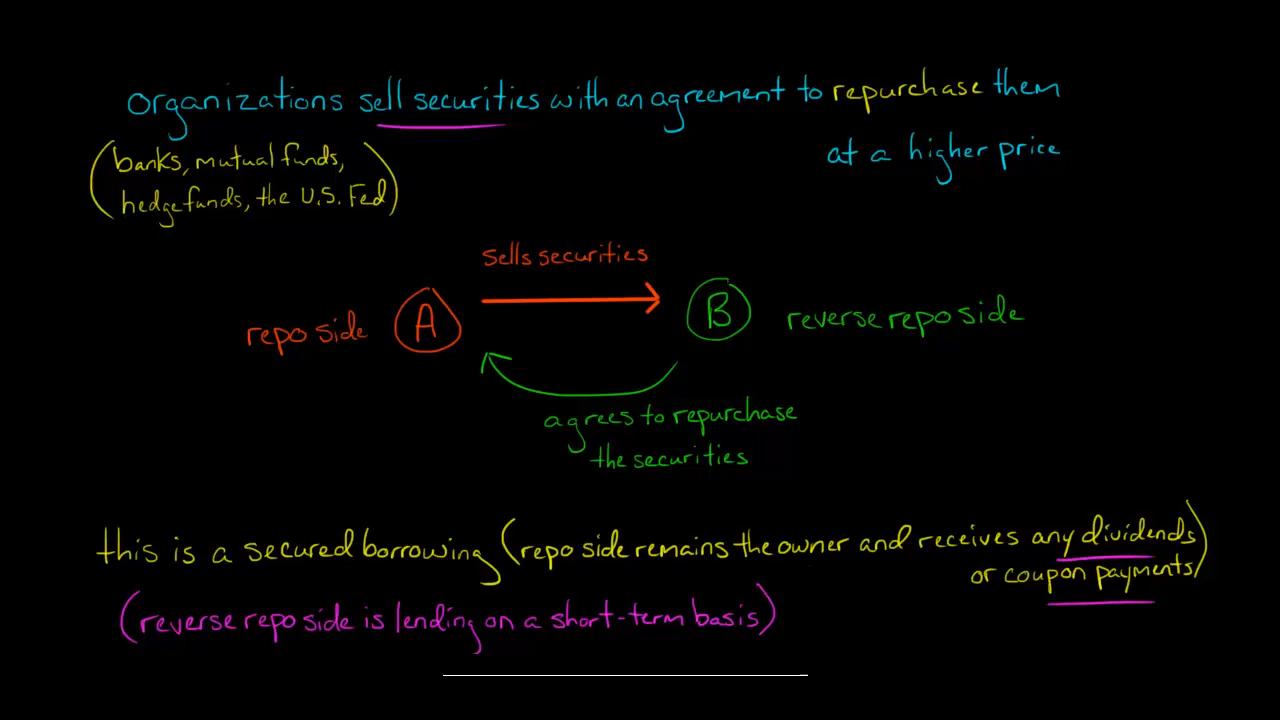 organizations sell securities with an agreement to repurchase them
at a higher price
(banks, mutual funds,
hedge funds, the U.S. Fed)
sells securities
repo side A
B reverse repo side
agrees to repurchase
the securities
this is a secured borrowing (repo side remains the owner and receives any dividends
or coupon payments)
(reverse repo side is lending on a short-term basis)